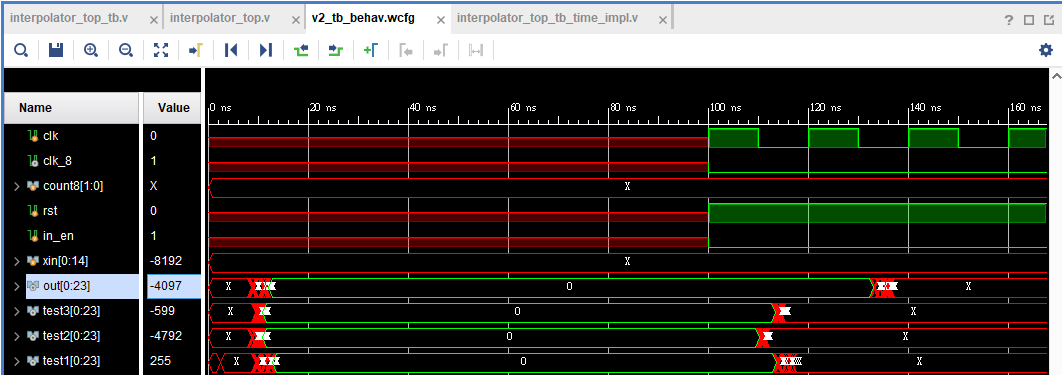 interpolator_top_tb.v × interpolator_top.v × v2_tb_behav.wcfg × interpolator_top_tb_time_impl.v × ?
Name Value 0 ns 20 ns 40 ns 60 ns 80 ns 100 ns 120 ns 140 ns 160 ns
clk 0
clk_8 1
count8[1:0] X X
rst 0
in_en 1
xin[0:14] -8192 X
out[0:23] -4097 X 0 X
test3[0:23] -599 X 0 X
test2[0:23] -4792 X 0 X
test1[0:23] 255 X 0 X